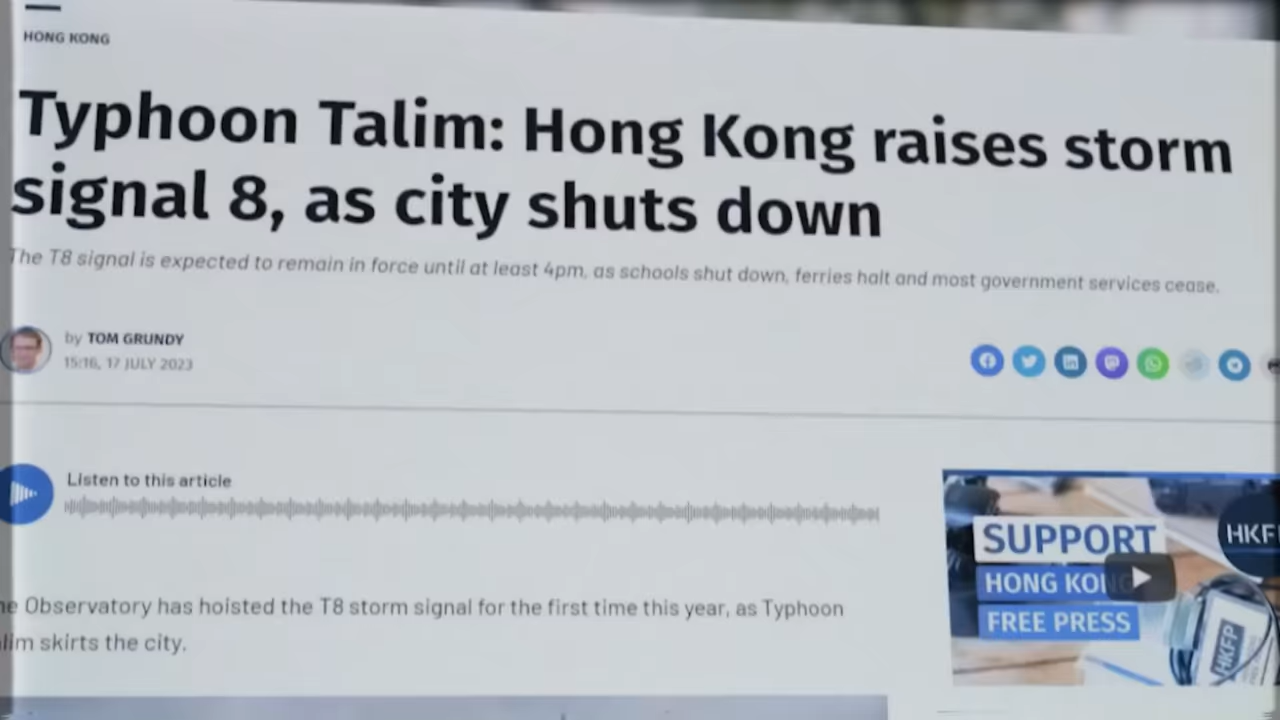 HONG KONG
Typhoon Talim: Hong Kong raises storm
signal 8, as city shuts down
The T8 signal is expected to remain in force until at least 4pm, as schools shut down, ferries halt and most government services cease.
by TOM GRUNDY
15:16, 17 JULY 2023
Listen to this article
SUPPORT
HKF
HONG KON
FREE PRESS
HKFP
he Observatory has hoisted the T8 storm signal for the first time this year, as Typhoon
alim skirts the city.